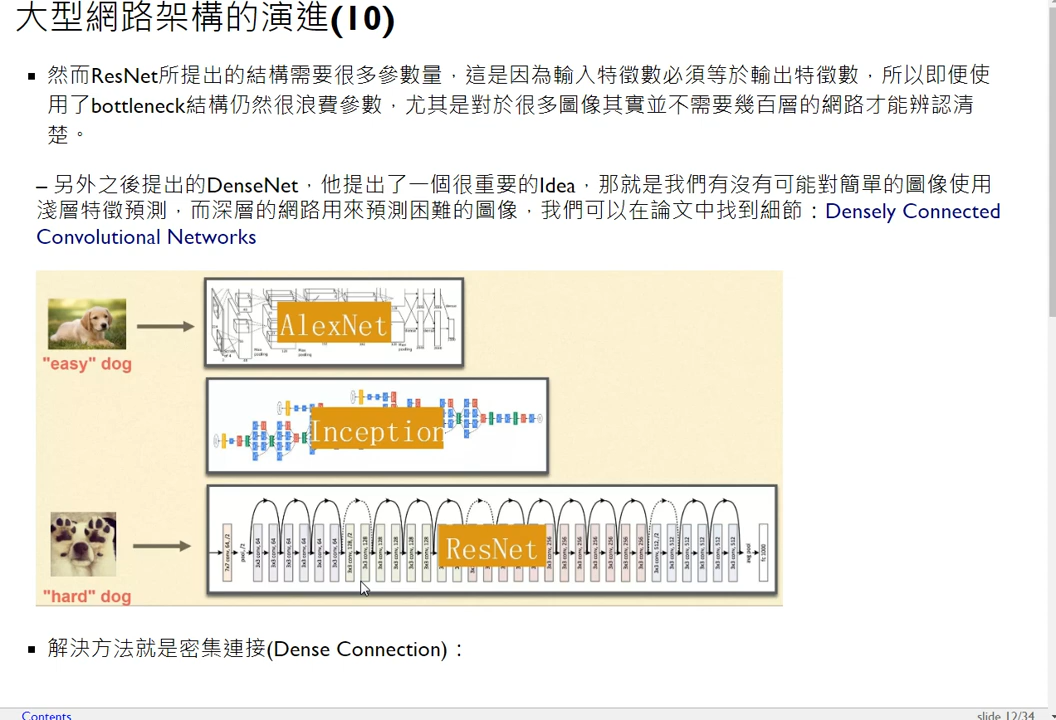 大型網路架構的演進(10)
▪ 然而ResNet所提出的結構需要很多參數量，這是因為輸入特徵數必須等於輸出特徵數，所以即便使
用了bottleneck結構仍然很浪費參數，尤其是對於很多圖像其實並不需要幾百層的網路才能辨認清
楚。
– 另外之後提出的DenseNet，他提出了一個很重要的Idea，那就是我們有沒有可能對簡單的圖像使用
淺層特徵預測，而深層的網路用來預測困難的圖像，我們可以在論文中找到細節：Densely Connected
Convolutional Networks
AlexNet
"easy" dog
Inception
ResNet
"hard" dog
▪ 解決方法就是密集連接(Dense Connection)：
Contents
slide 12/34